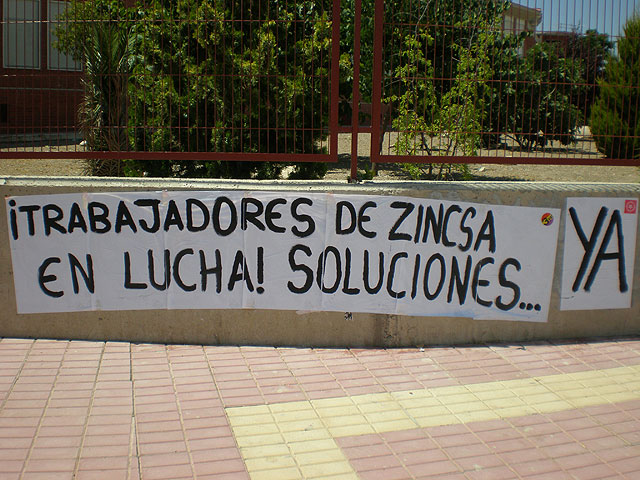 ¡TRABAJADORES DE ZINCSA
EN LUCHA! SOLUCIONES...
YA